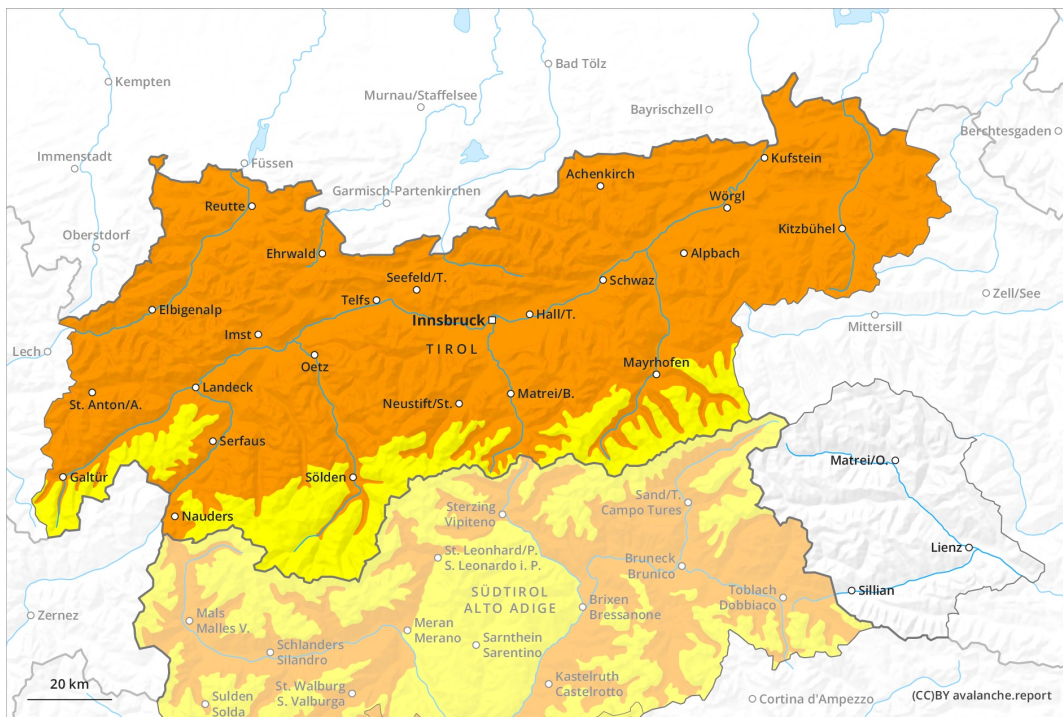 Kempten
Bad Tölz
Murnau/Staffelsee
Bayrischzell
Berchtesgaden
Immenstadt
Füssen
Kufstein
Achenkirch
Garmisch-Partenkirchen
Wörgl
Reutte
Kitzbühel
Oberstdorf
Ehrwald
Alpbach
Seefeld/T.
Schwaz
Zell/See
Telfs
Elbigenalp
Hall/T.
Innsbruck
Mittersill
Imst
TIROL
Lech
Oetz
Mayrhofen
Landeck
St. Anton/A.
Neustift/St.
Matrei/B.
Serfaus
Matrei/O.
Galtür
Sölden
Sand/T.
Campo Tures
Sterzing
Vipiteno
Nauders
Lienz
St. Leonhard/P.
S. Leonardo i. P.
Bruneck
Brunico
SÜDTIROL
ALTO ADIGE
Toblach
Dobbiaco
Sillian
Brixen
Bressanone
Zernez
Mals
Malles V.
Meran
Merano
Sarnthein
Sarentino
Schlanders
Silandro
Kastelruth
Castelrotto
20 km
St. Walburg
S. Valburga
Sulden
Solda
Cortina d'Ampezzo
(CC)BY avalanche.report